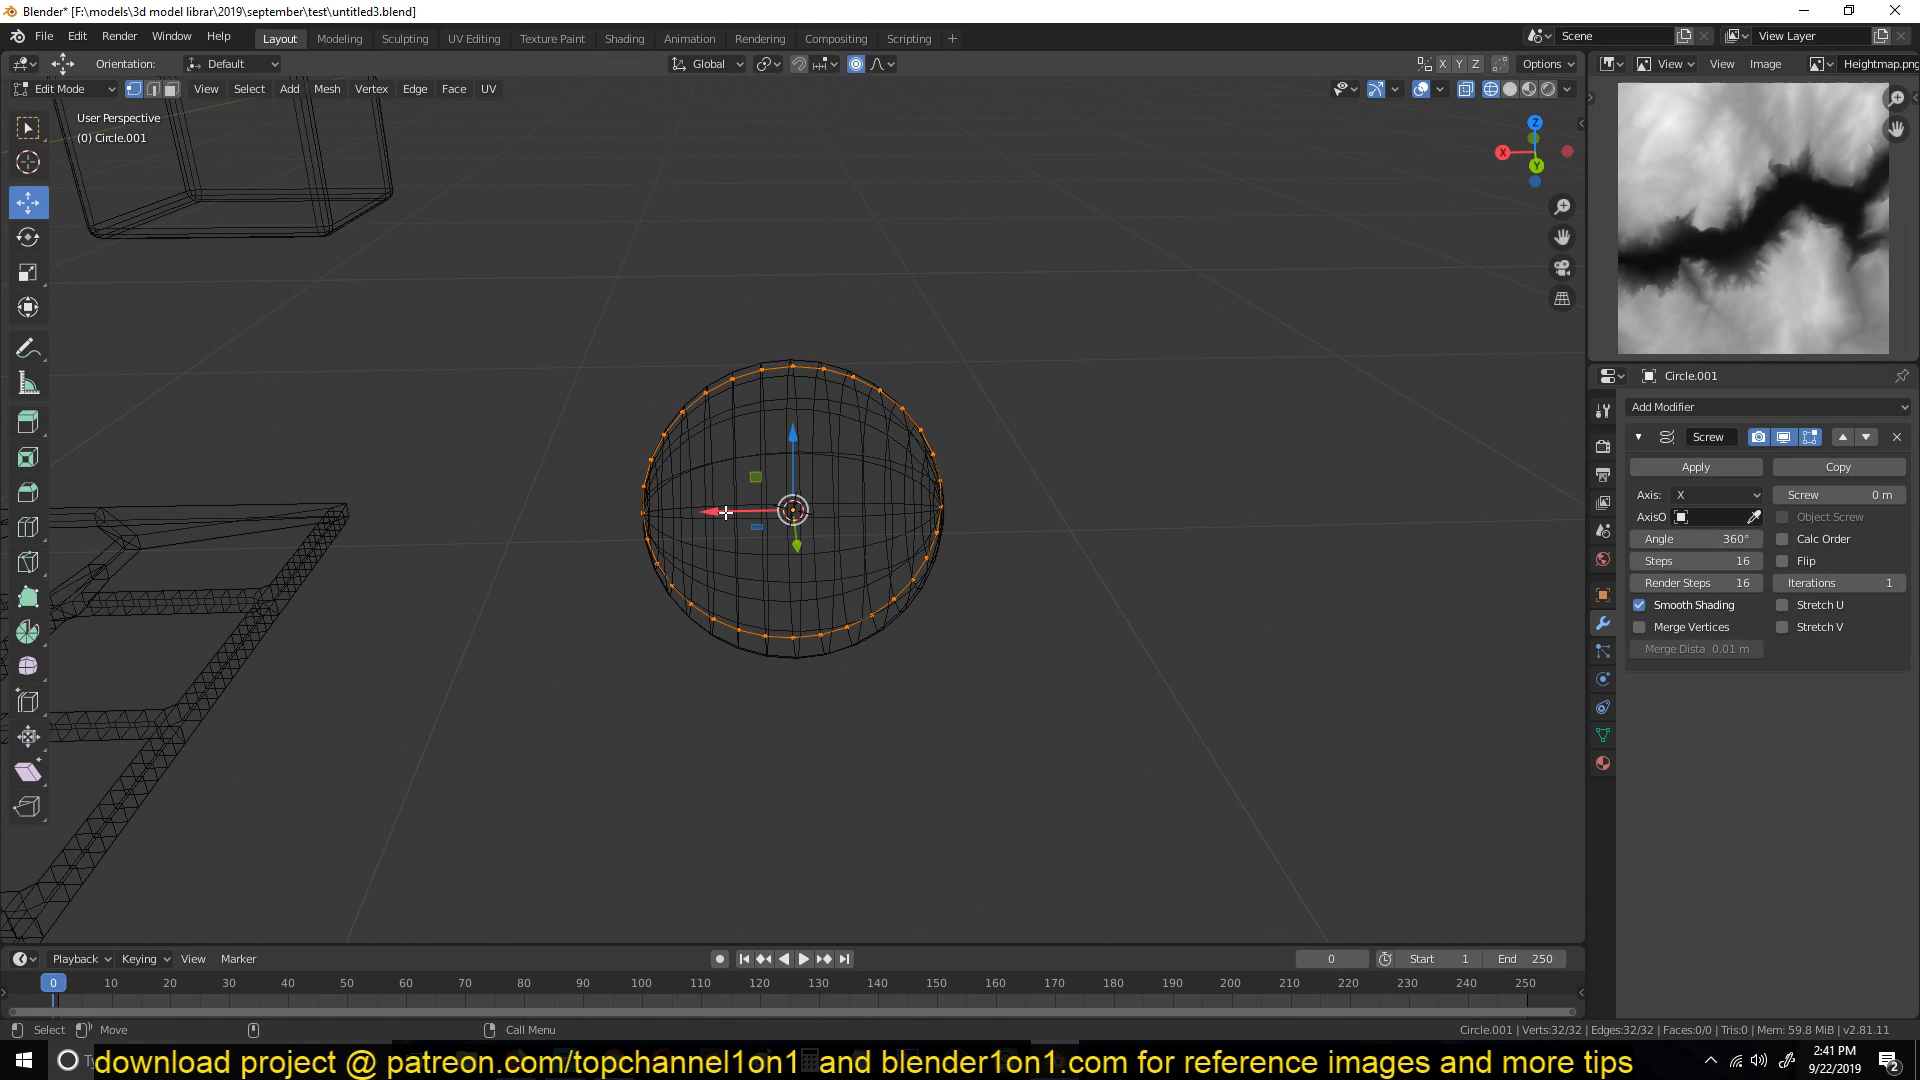 Blender* [F:\models\3d model librar\2019\september\test\untitled3.blend]
File Edit Render Window Help
Layout Modeling Sculpting UV Editing Texture Paint Shading Animation Rendering Compositing Scripting +
Scene View Layer
Orientation: Default Global X Y Z Options
View View Image Heightmap.png
Edit Mode View Select Add Mesh Vertex Edge Face UV
User Perspective
(0) Circle.001
Z
X
Y
Circle.001
Add Modifier
Screw
Apply Copy
Axis: X Screw 0 m
AxisO Object Screw
Angle 360° Calc Order
Steps 16 Flip
Render Steps 16 Iterations 1
Smooth Shading Stretch U
Merge Vertices Stretch V
Merge Dista 0.01 m
Playback Keying View Marker 0 Start 1 End 250
0 10 20 30 40 50 60 70 80 90 100 110 120 130 140 150 160 170 180 190 200 210 220 230 240 250
Select Move Call Menu
Circle.001 | Verts:32/32 | Edges:32/32 | Faces:0/0 | Tris:0 | Mem: 59.8 MiB | v2.81.11
download project @ patreon.com/topchannel1on1 and blender1on1.com for reference images and more tips
2:41 PM
9/22/2019
2